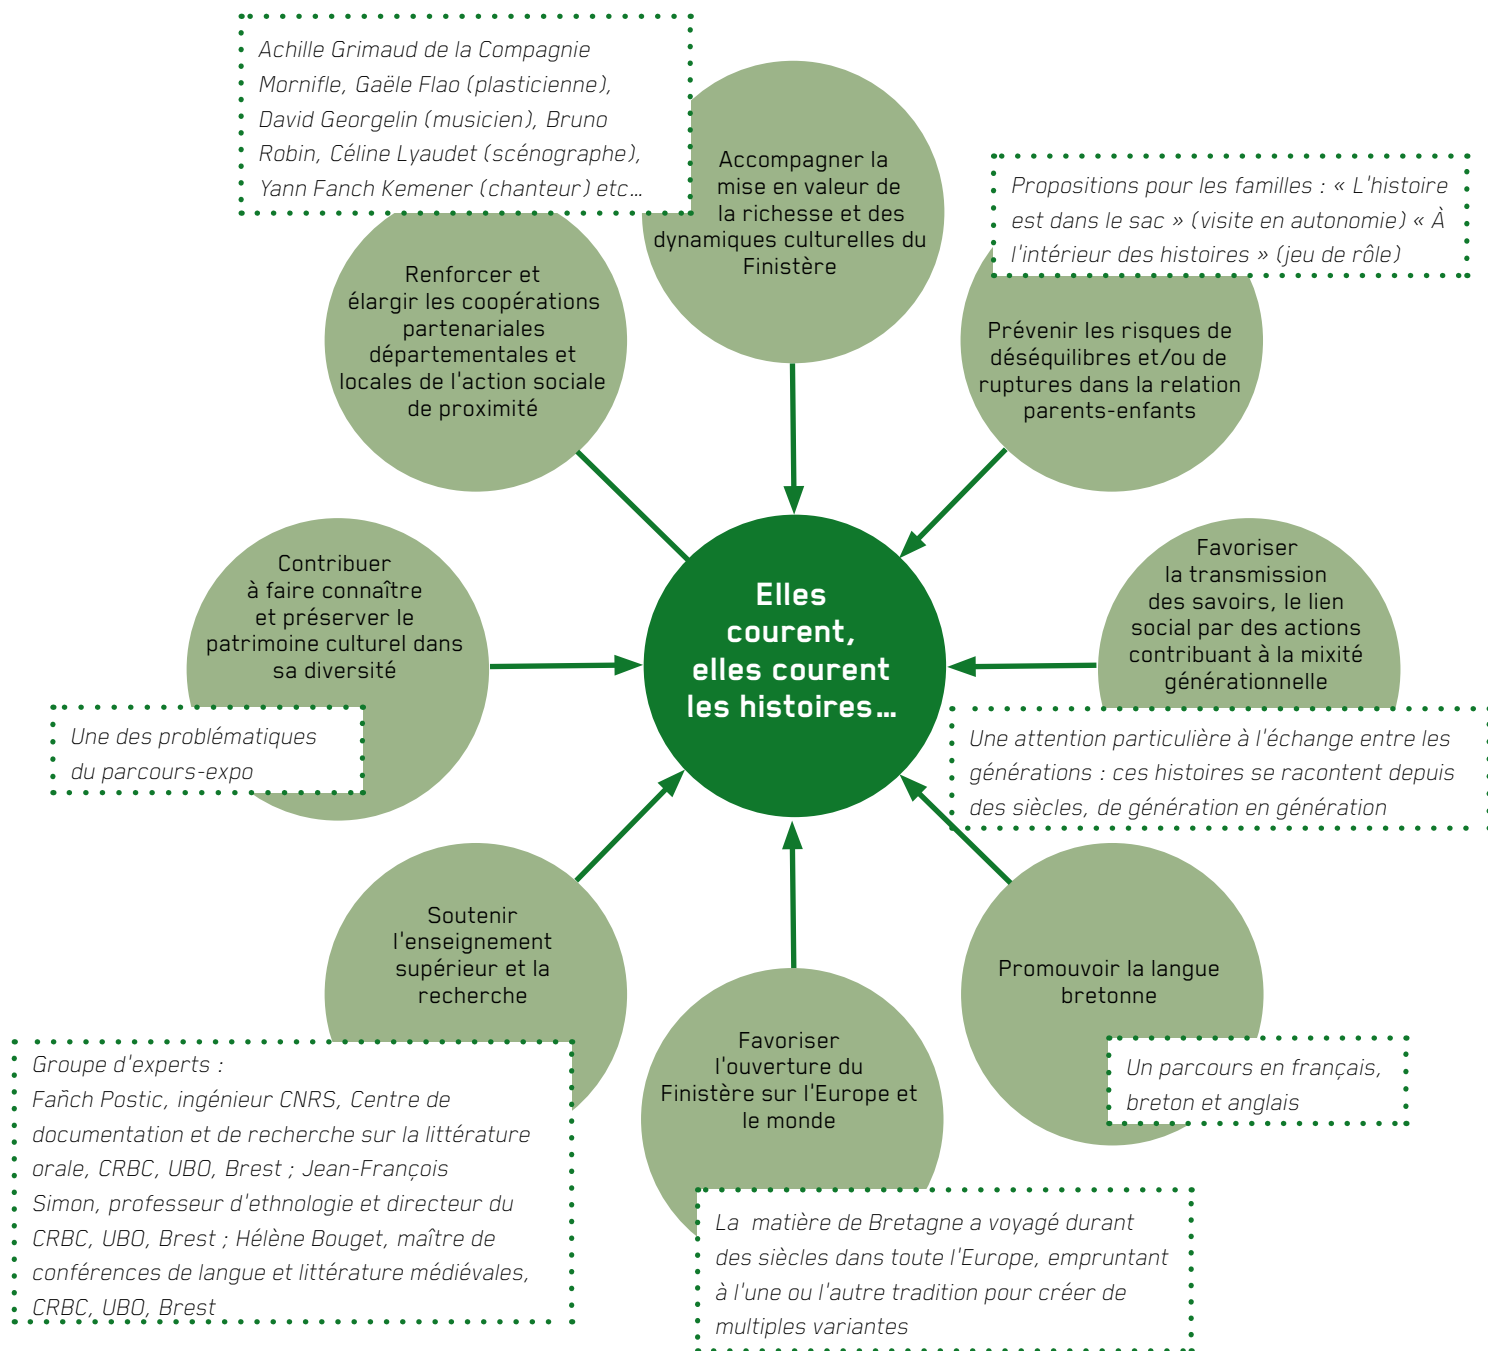 Achille Grimaud de la Compagnie
Mornifle, Gaële Flao (plasticienne),
David Georgelin (musicien), Bruno
Robin, Céline Lyaudet (scénographe),
Yann Fanch Kemener (chanteur) etc…
Accompagner la
mise en valeur de
la richesse et des
dynamiques culturelles du
Finistère
Propositions pour les familles : « L'histoire
est dans le sac » (visite en autonomie) « À
l'intérieur des histoires » (jeu de rôle)
Renforcer et
élargir les coopérations
partenariales
départementales et
locales de l'action sociale
de proximité
Prévenir les risques de
déséquilibres et/ou de
ruptures dans la relation
parents-enfants
Contribuer
à faire connaître
et préserver le
patrimoine culturel dans
sa diversité
Une des problématiques
du parcours-expo
Elles
courent,
elles courent
les histoires…
Favoriser
la transmission
des savoirs, le lien
social par des actions
contribuant à la mixité
générationnelle
Une attention particulière à l'échange entre les
générations : ces histoires se racontent depuis
des siècles, de génération en génération
Soutenir
l'enseignement
supérieur et la
recherche
Groupe d'experts :
Fañch Postic, ingénieur CNRS, Centre de
documentation et de recherche sur la littérature
orale, CRBC, UBO, Brest ; Jean-François
Simon, professeur d'ethnologie et directeur du
CRBC, UBO, Brest ; Hélène Bouget, maître de
conférences de langue et littérature médiévales,
CRBC, UBO, Brest
Favoriser
l'ouverture du
Finistère sur l'Europe et
le monde
La matière de Bretagne a voyagé durant
des siècles dans toute l'Europe, empruntant
à l'une ou l'autre tradition pour créer de
multiples variantes
Promouvoir la langue
bretonne
Un parcours en français,
breton et anglais